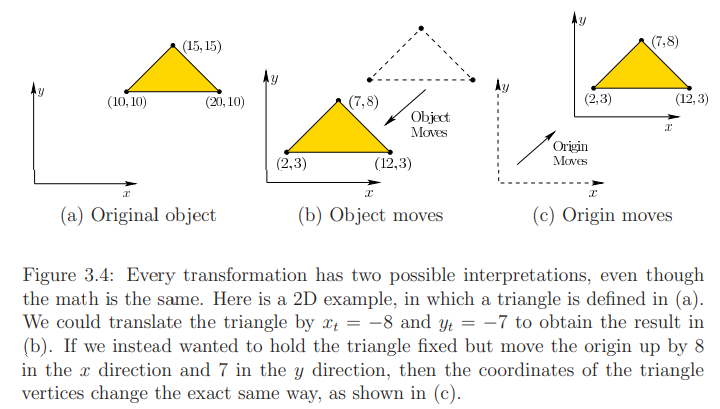 y
(15,15)
(10,10)
(20,10)
x
(a) Original object
y
(7,8)
Object
Moves
(2,3)
(12,3)
x
(b) Object moves
y
(7,8)
(2,3)
(12,3)
x
y
Origin
Moves
x
(c) Origin moves
Figure 3.4: Every transformation has two possible interpretations, even though
the math is the same. Here is a 2D example, in which a triangle is defined in (a).
We could translate the triangle by xₜ = −8 and yₜ = −7 to obtain the result in
(b). If we instead wanted to hold the triangle fixed but move the origin up by 8
in the x direction and 7 in the y direction, then the coordinates of the triangle
vertices change the exact same way, as shown in (c).